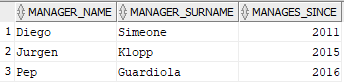 MANAGER_NAME MANAGER_SURNAME MANAGES_SINCE
1 Diego Simeone 2011
2 Jurgen Klopp 2015
3 Pep Guardiola 2016